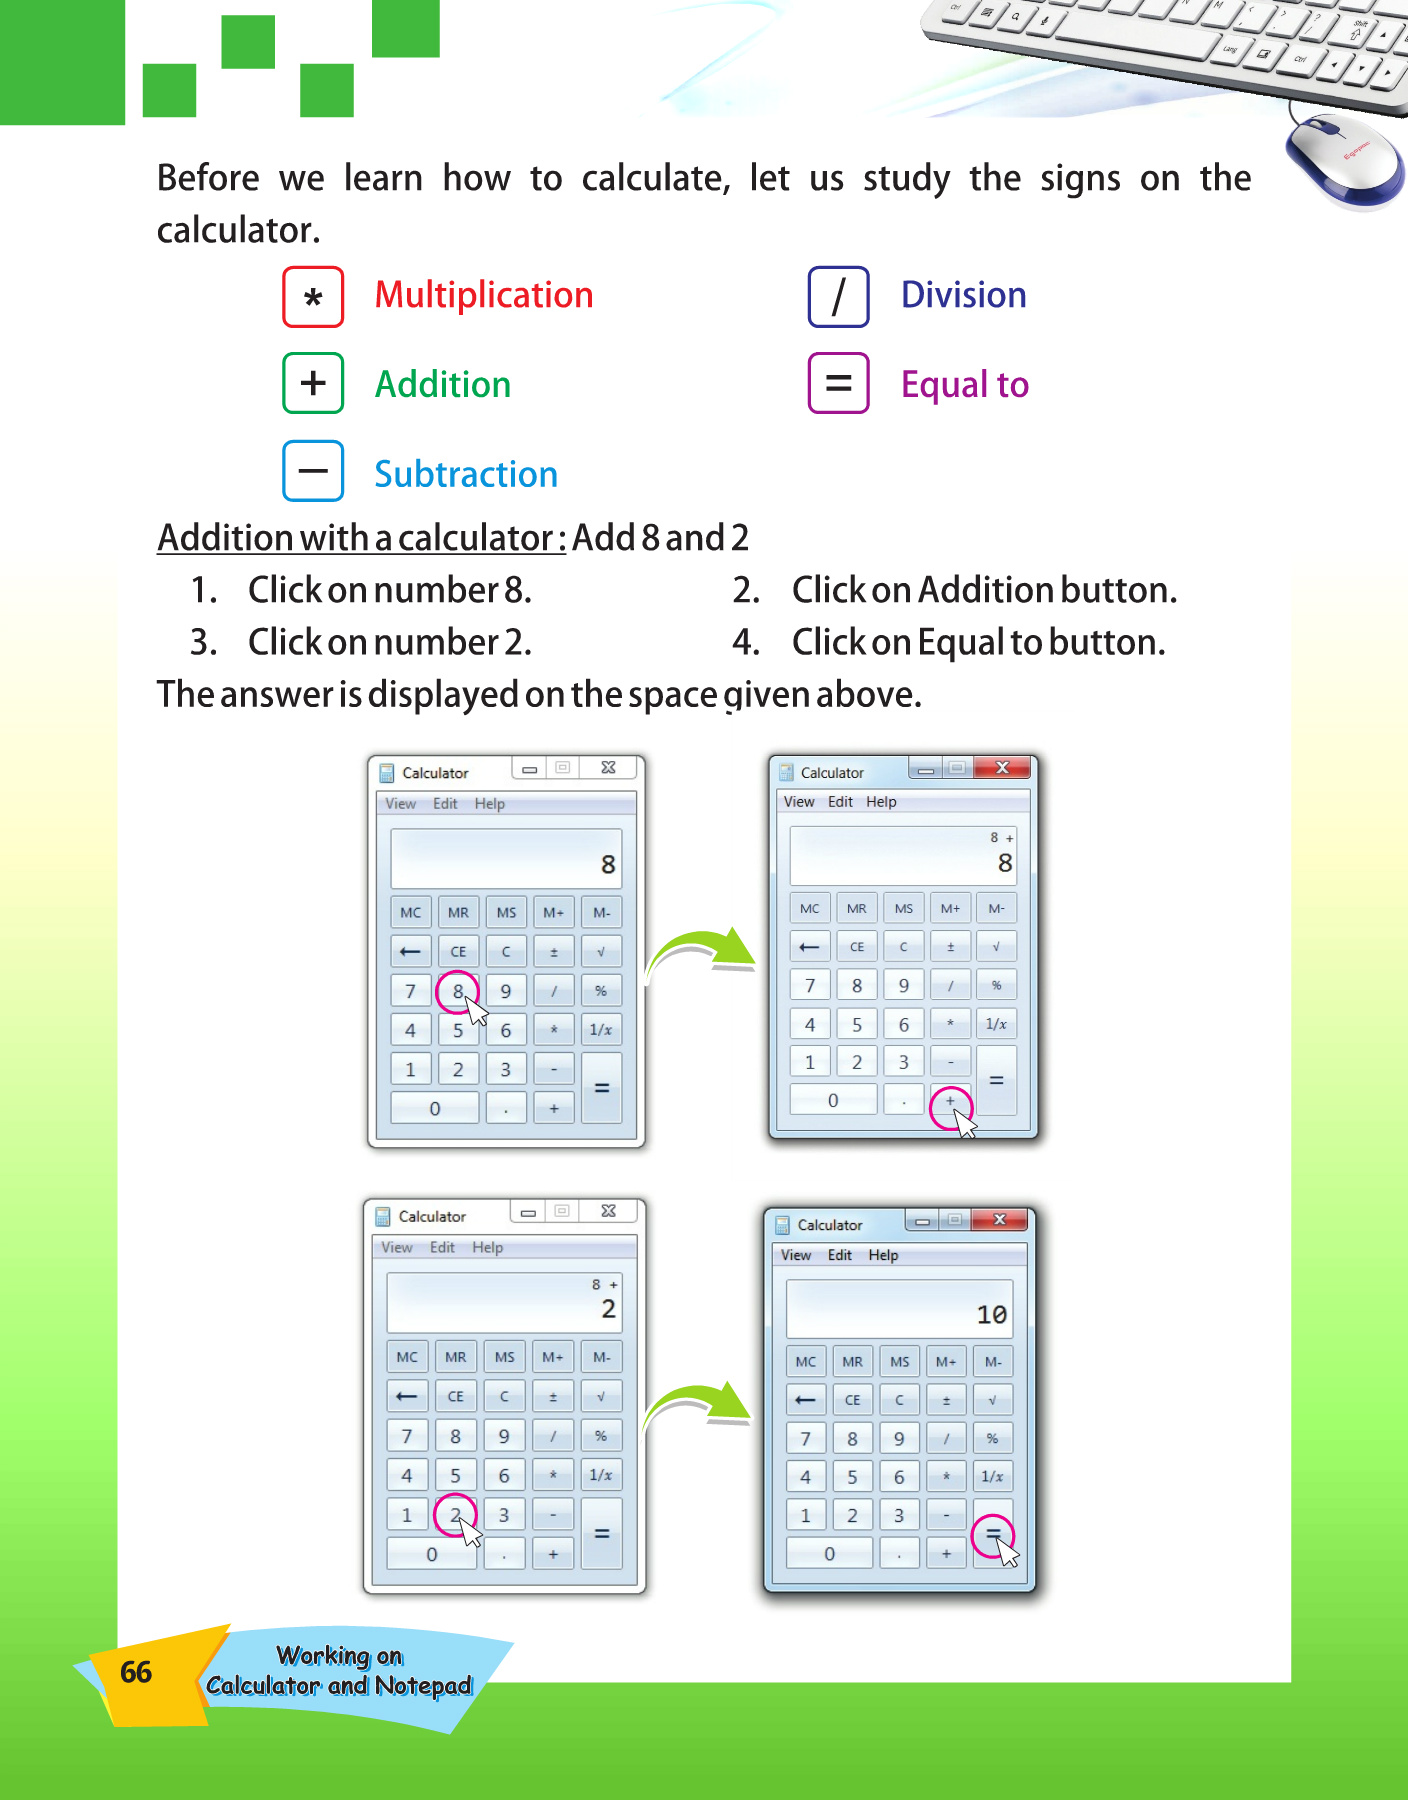 Before we learn how to calculate, let us study the signs on the
calculator.
* Multiplication / Division
+ Addition = Equal to
− Subtraction
Addition with a calculator : Add 8 and 2
1. Click on number 8. 2. Click on Addition button.
3. Click on number 2. 4. Click on Equal to button.
The answer is displayed on the space given above.
Calculator
View Edit Help
8
MC MR MS M+ M-
← CE C ± √
7 8 9 / %
4 5 6 * 1/x
1 2 3 - =
0 . +
Calculator
View Edit Help
8 +
8
MC MR MS M+ M-
← CE C ± √
7 8 9 / %
4 5 6 * 1/x
1 2 3 - =
0 . +
Calculator
View Edit Help
8 +
2
MC MR MS M+ M-
← CE C ± √
7 8 9 / %
4 5 6 * 1/x
1 2 3 - =
0 . +
Calculator
View Edit Help
10
MC MR MS M+ M-
← CE C ± √
7 8 9 / %
4 5 6 * 1/x
1 2 3 - =
0 . +
66
Working on
Calculator and Notepad